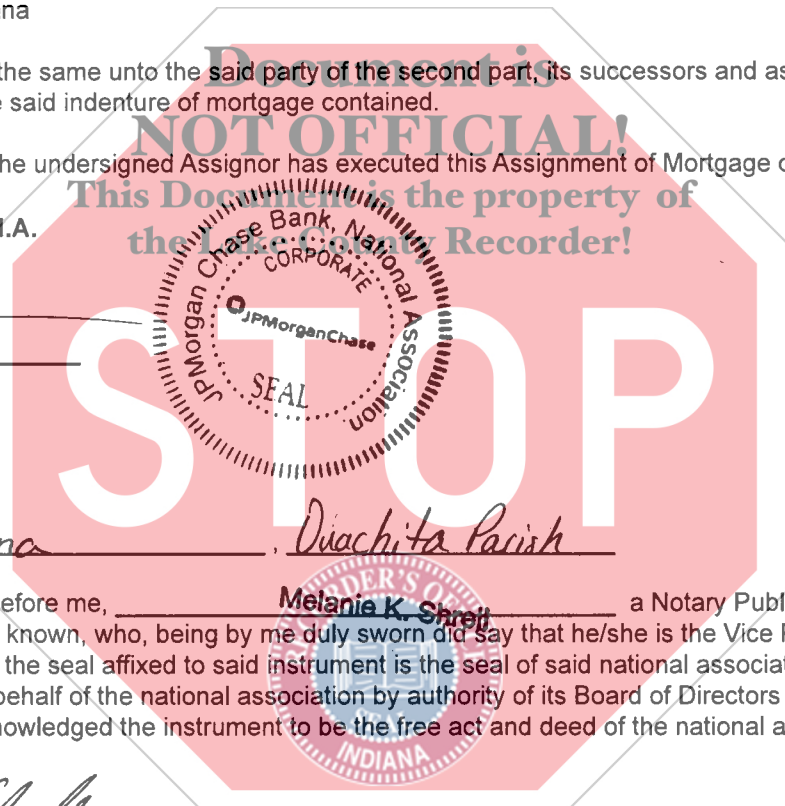 ana
Document is
the same unto the said party of the second part, its successors and as
e said indenture of mortgage contained.
NOT OFFICIAL!
he undersigned Assignor has executed this Assignment of Mortgage o
This Document is the property of
I.A.
the Lake County Recorder!
JPMorgan Chase Bank, National Association
CORPORATE
JPMorganChase
SEAL
STOP
na , Ouachita Parish
RECORDER'S OFFICE
efore me, Melanie K. Shrell a Notary Publ
known, who, being by me duly sworn did say that he/she is the Vice P
the seal affixed to said instrument is the seal of said national associat
behalf of the national association by authority of its Board of Directors
nowledged the instrument to be the free act and deed of the national a
SEAL
INDIANA